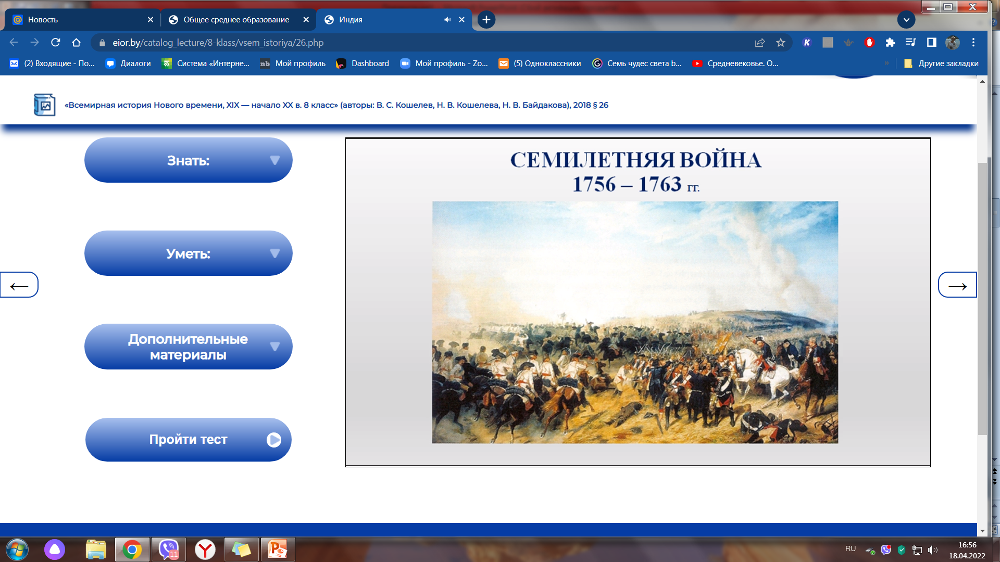 Новость
Общее среднее образование
Индия
eior.by/catalog_lecture/8-klass/vsem_istoriya/26.php
(2) Входящие - По...
Диалоги
Система «Интерне...
nb Мой профиль
Dashboard
Мой профиль - Zo...
(5) Одноклассники
Семь чудес света b...
Средневековье. О...
»
Другие закладки
«Всемирная история Нового времени, XIX — начало XX в. 8 класс» (авторы: В. С. Кошелев, Н. В. Кошелева, Н. В. Байдакова), 2018 § 26
Знать:
Уметь:
Дополнительные
материалы
Пройти тест
СЕМИЛЕТНЯЯ ВОЙНА
1756 – 1763 гг.
←
→
11
RU
16:56
18.04.2022